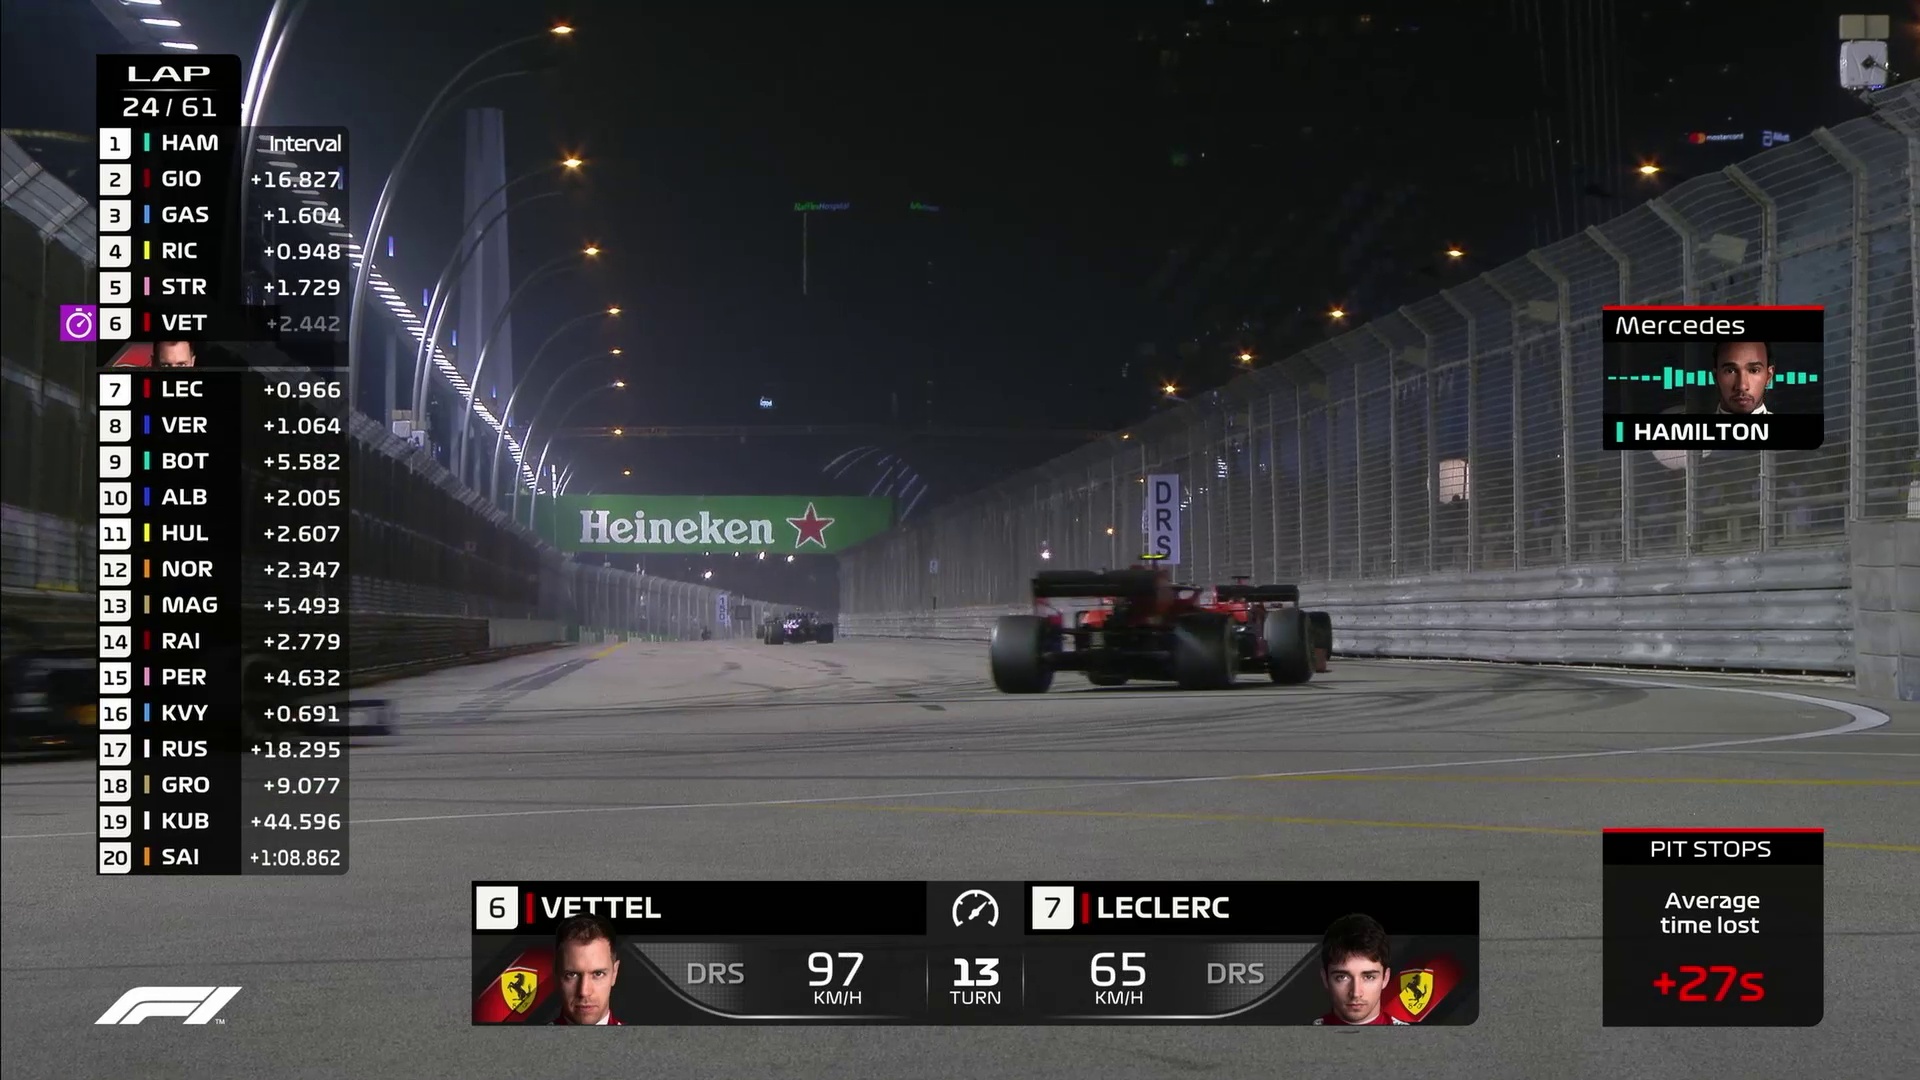 LAP
24 / 61
1 HAM Interval
2 GIO +16.827
3 GAS +1.604
4 RIC +0.948
5 STR +1.729
6 VET +2.442
7 LEC +0.966
8 VER +1.064
9 BOT +5.582
10 ALB +2.005
11 HUL +2.607
12 NOR +2.347
13 MAG +5.493
14 RAI +2.779
15 PER +4.632
16 KVY +0.691
17 RUS +18.295
18 GRO +9.077
19 KUB +44.596
20 SAI +1:08.862
mastercard
RafflesHospital
Heineken
DRS
150
Mercedes
HAMILTON
6 VETTEL
DRS 97
KM/H
13
TURN
7 LECLERC
65 DRS
KM/H
PIT STOPS
Average
time lost
+27s
F1
TM